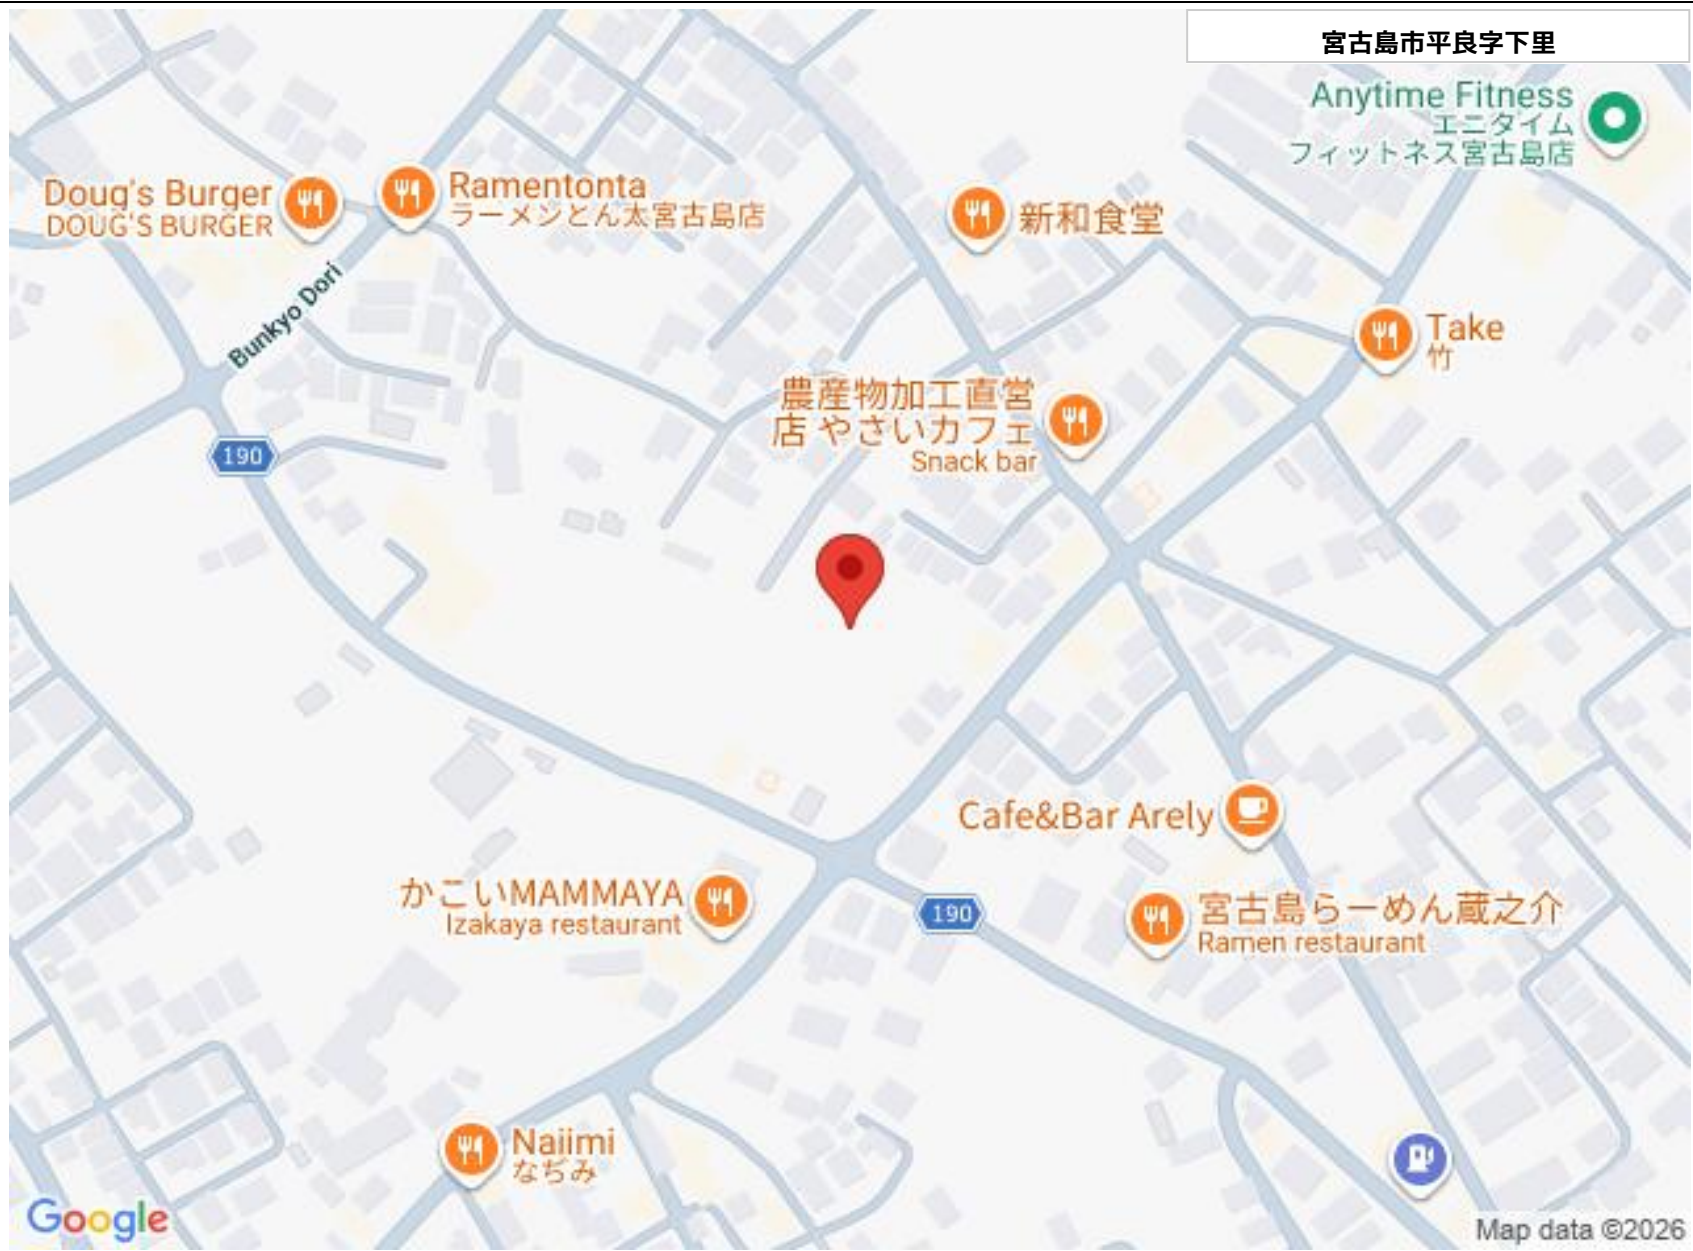 宮古島市平良字下里
Anytime Fitness
エニタイム
フィットネス宮古島店
Doug's Burger
DOUG'S BURGER
Ramentonta
ラーメンとん太宮古島店
新和食堂
Bunkyo Dori
Take
竹
農産物加工直営
店 やさいカフェ
Snack bar
190
Cafe&Bar Arely
かこいMAMMAYA
Izakaya restaurant
190
宮古島らーめん蔵之介
Ramen restaurant
Naiimi
なぢみ
Google
Map data ©2026